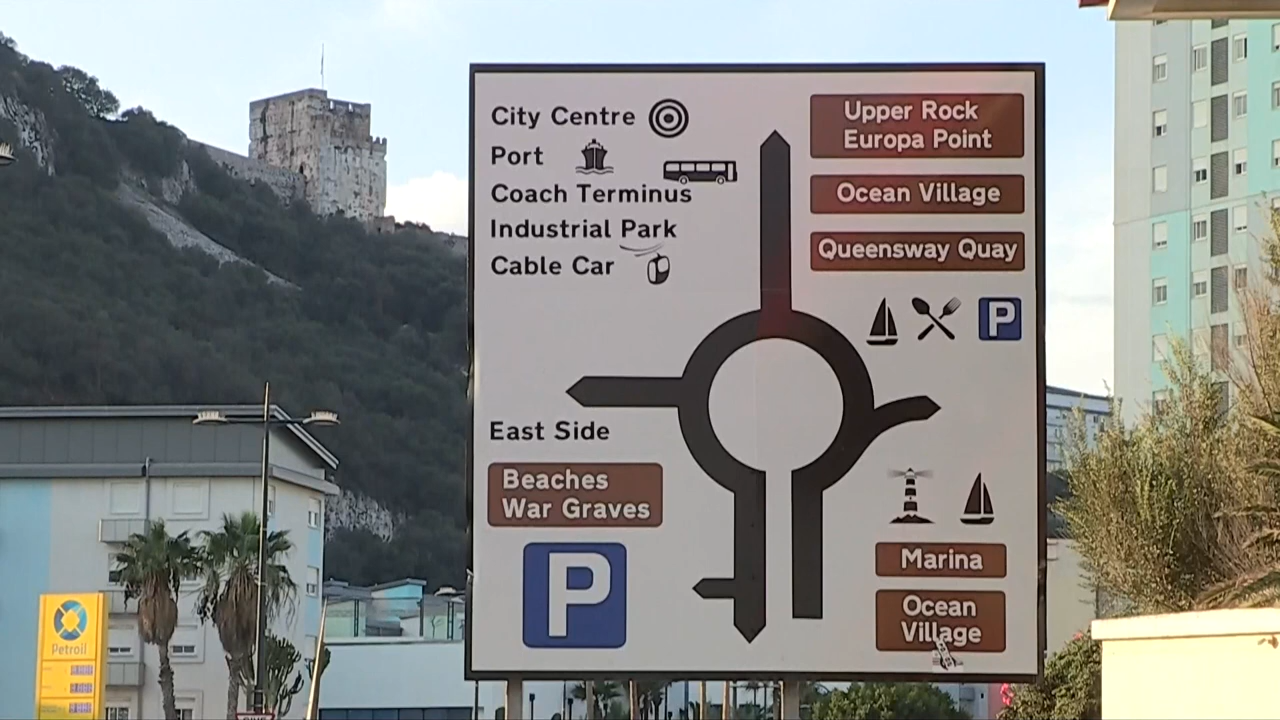 City Centre
Port
Coach Terminus
Industrial Park
Cable Car
Upper Rock
Europa Point
Ocean Village
Queensway Quay
P
East Side
Beaches
War Graves
P
Marina
Ocean
Village
Petroil